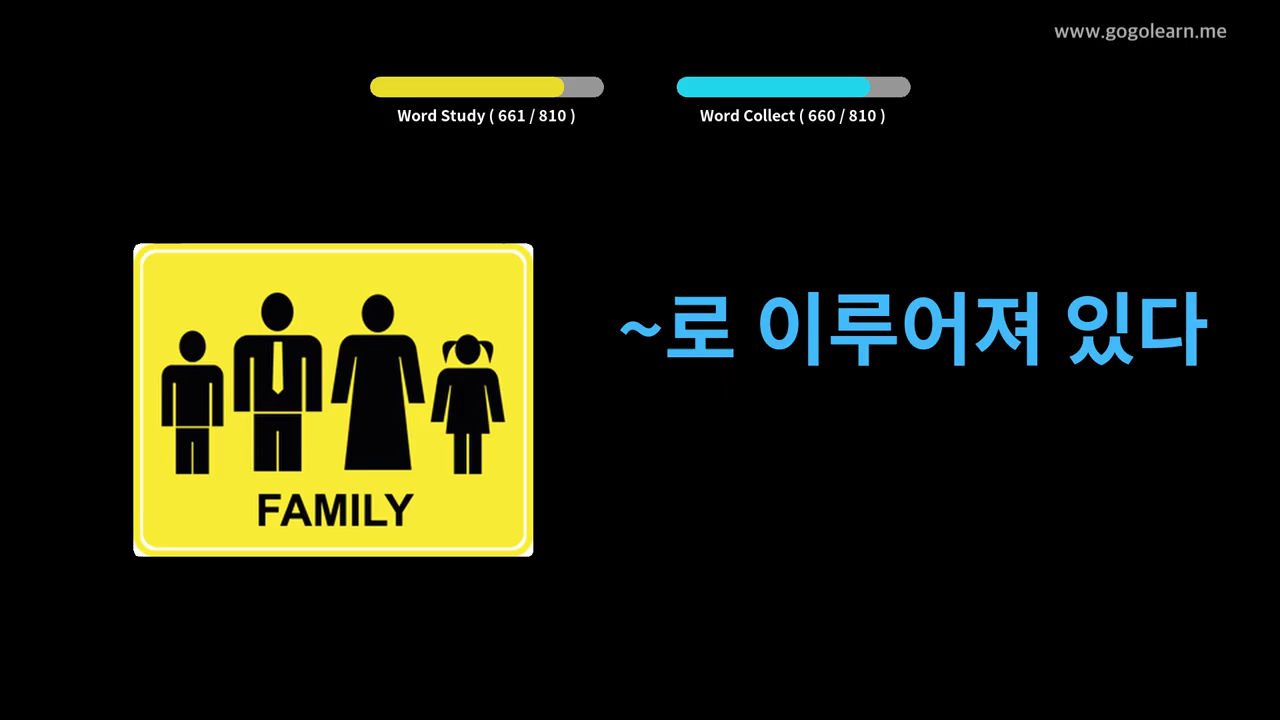 www.gogolearn.me
Word Study ( 661 / 810 )
Word Collect ( 660 / 810 )
~로 이루어져 있다
FAMILY